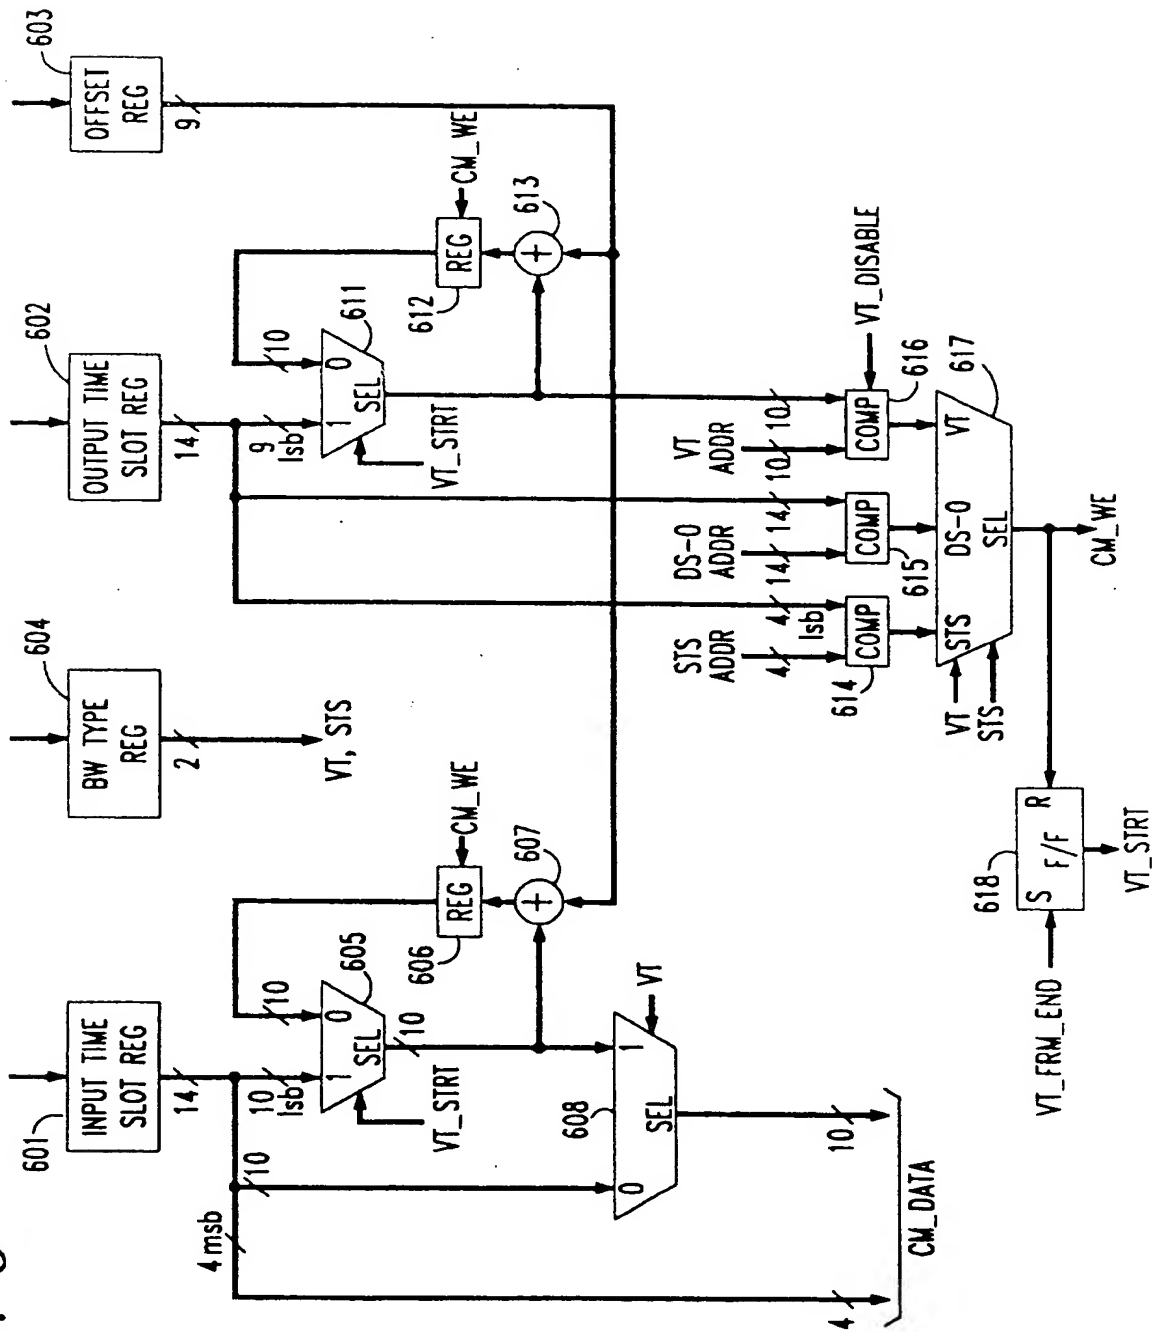 601
INPUT TIME
SLOT REG
604
BW TYPE
REG
602
OUTPUT TIME
SLOT REG
603
OFFSET
REG
14
2
14
9
4 msb
10
10
lsb
10
VT, STS
9
lsb
10
1
0
SEL
605
VT_STRT
10
REG
606
CM_WE
607
+
1
0
SEL
611
VT_STRT
REG
612
CM_WE
613
+
608
0
1
SEL
VT
10
4
CM_DATA
STS
ADDR
4
4
lsb
DS-0
ADDR
14
14
VT
ADDR
10
10
COMP
614
COMP
615
COMP
616
VT_DISABLE
STS
DS-0
VT
SEL
617
VT
STS
CM_WE
618
S
R
F/F
VT_FRM_END
VT_STRT